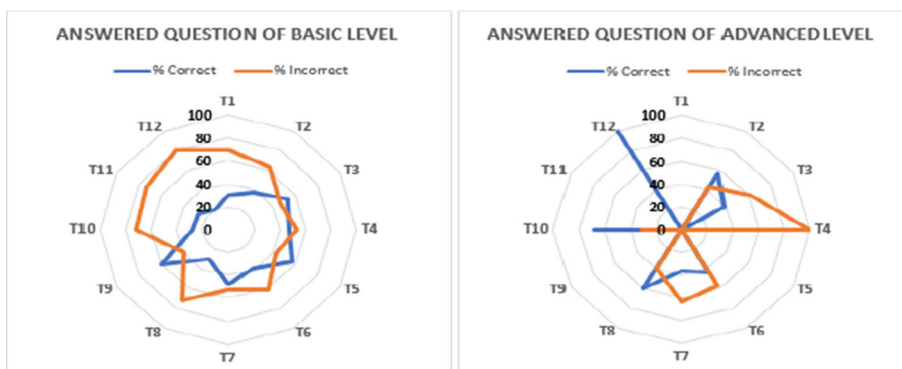 ANSWERED QUESTION OF BASIC LEVEL
% Correct % Incorrect
T1
T2
T3
T4
T5
T6
T7
T8
T9
T10
T11
T12
100
80
60
40
20
0
ANSWERED QUESTION OF ADVANCED LEVEL
% Correct % Incorrect
T1
T2
T3
T4
T5
T6
T7
T8
T9
T10
T11
T12
100
80
60
40
20
0